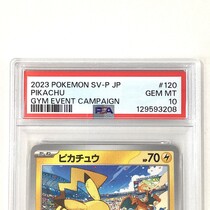 2023 POKEMON SV-P JP #120
PIKACHU GEM MT
GYM EVENT CAMPAIGN 10
PSA 129593208
ピカチュウ HP70